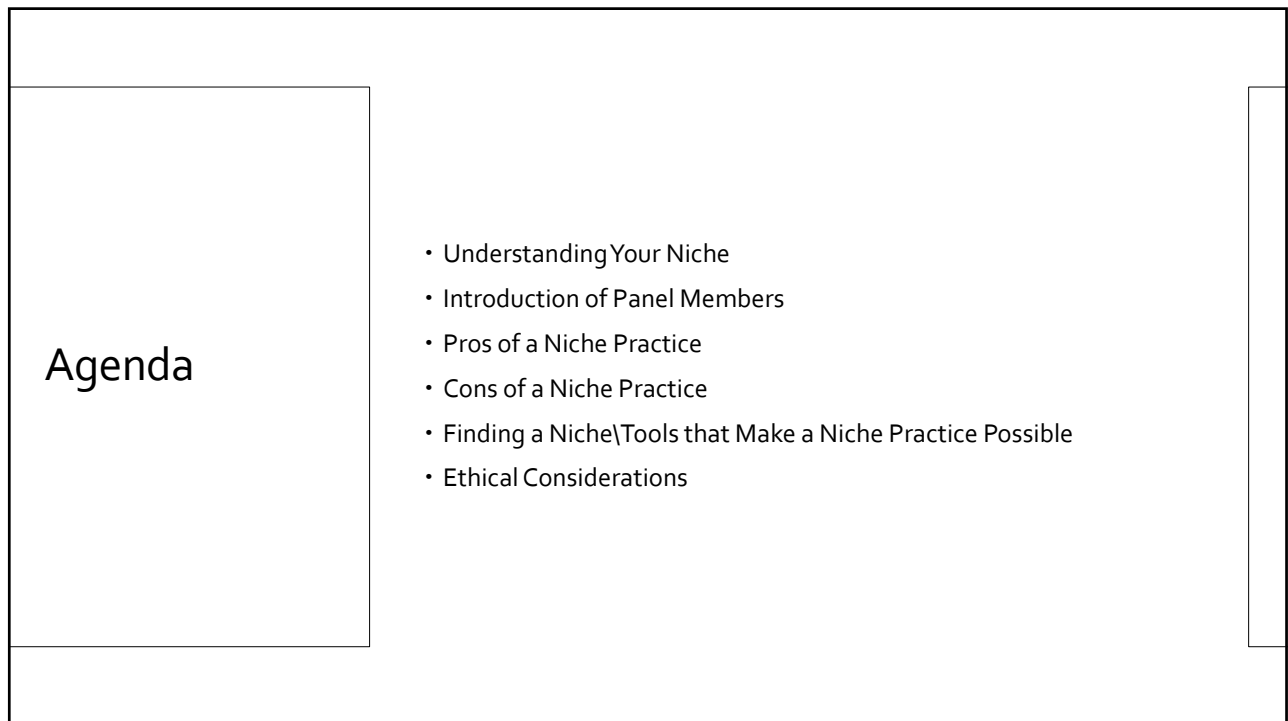 Agenda
• Understanding Your Niche
• Introduction of Panel Members
• Pros of a Niche Practice
• Cons of a Niche Practice
• Finding a Niche\Tools that Make a Niche Practice Possible
• Ethical Considerations